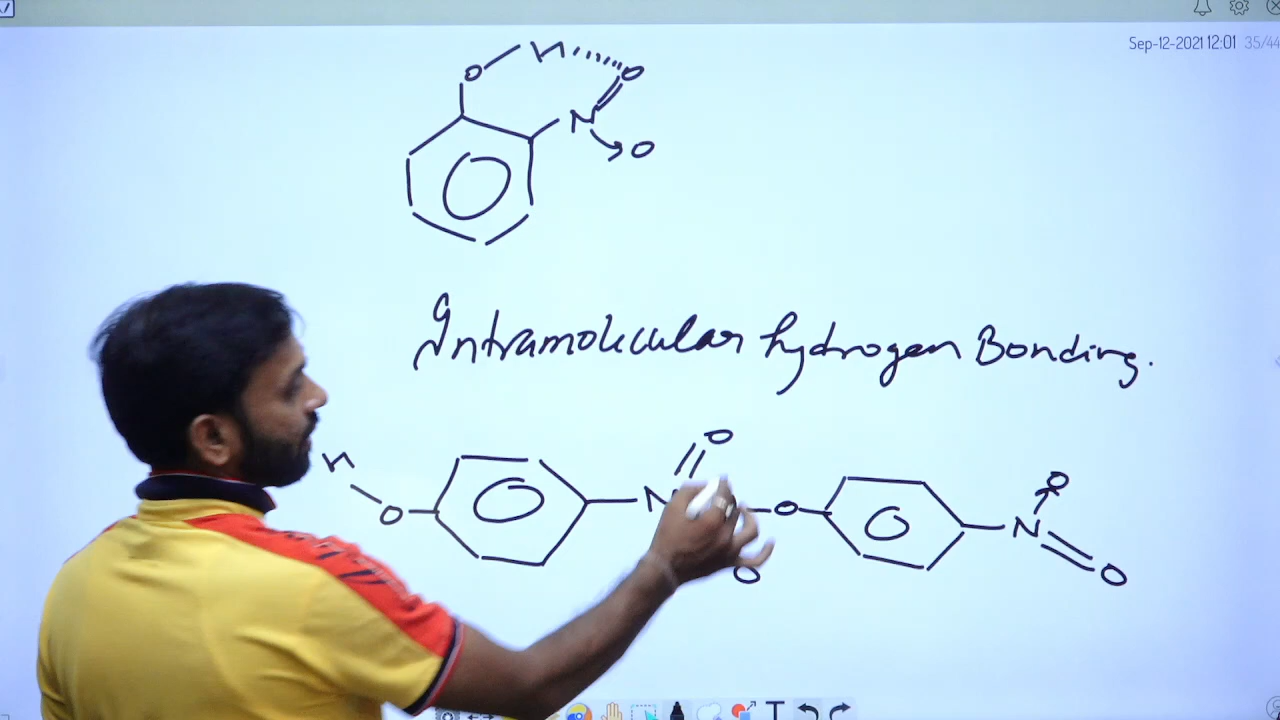 Sep-12-2021 12:01 35/44
H
O O
N
O
Intramolecular hydrogen Bonding.
O
H O
N O N
O O
O
T